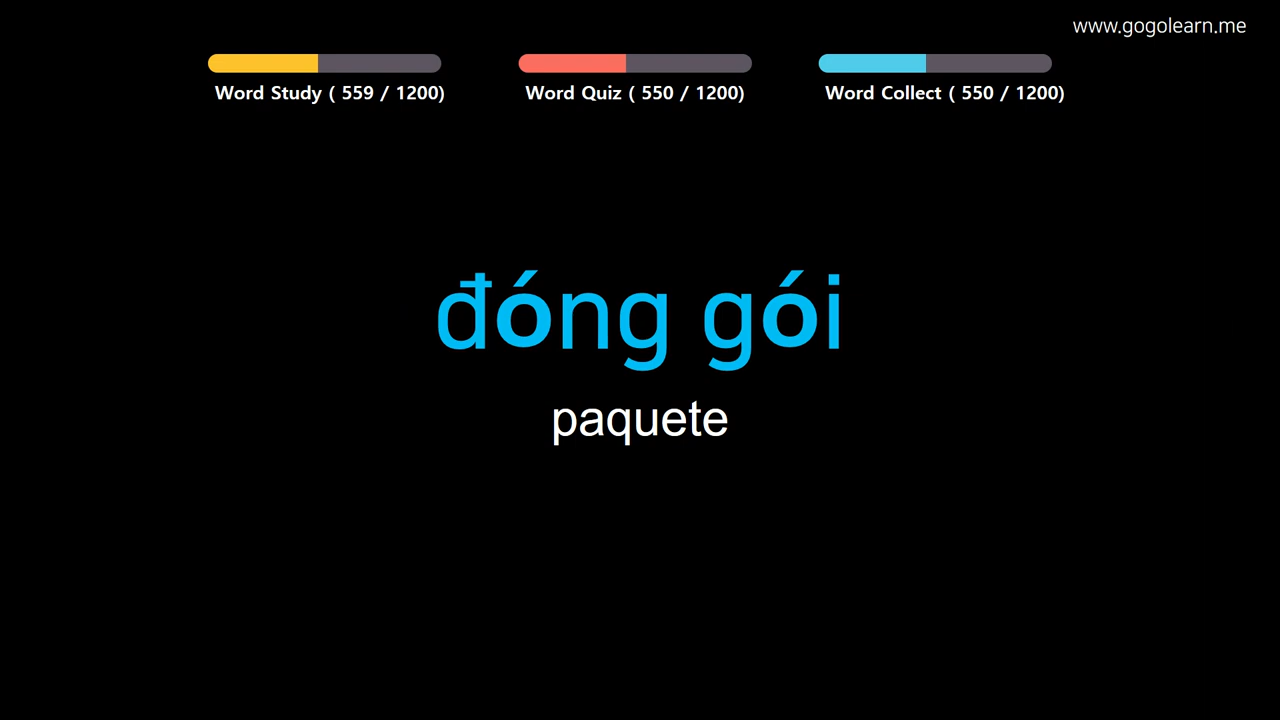 www.gogolearn.me
Word Study ( 559 / 1200)
Word Quiz ( 550 / 1200)
Word Collect ( 550 / 1200)
đóng gói
paquete